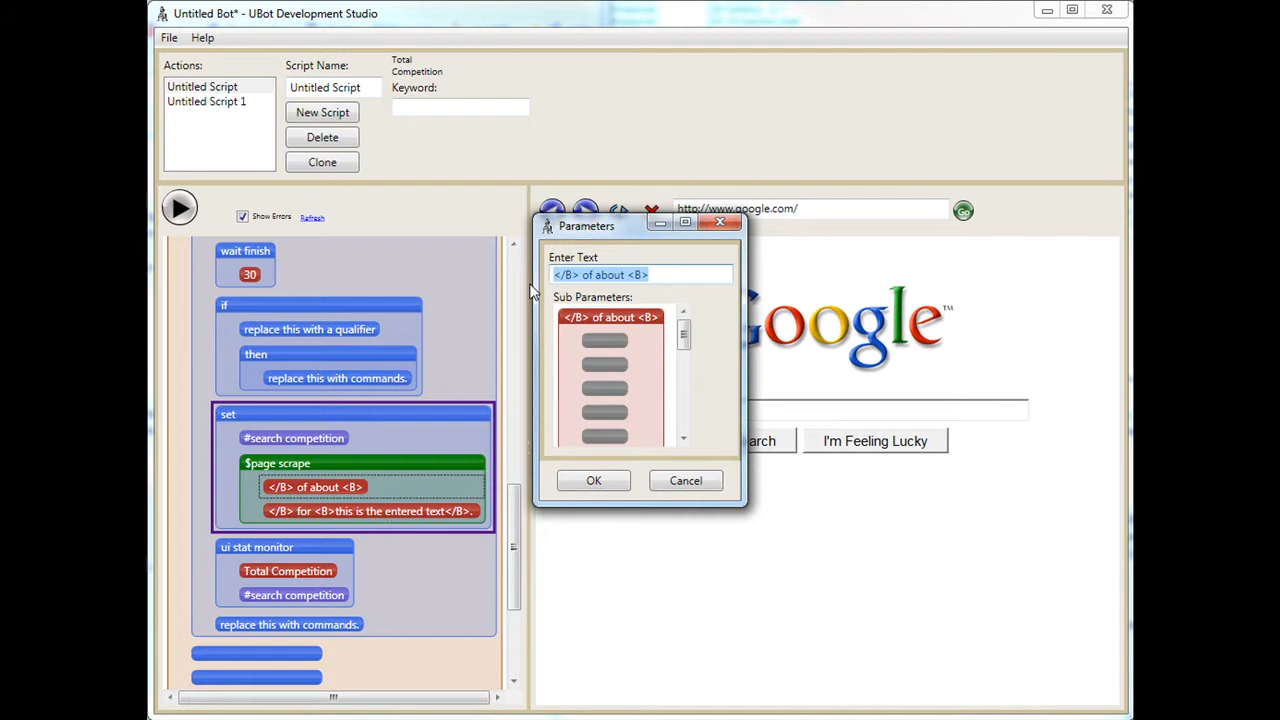 Untitled Bot* - UBot Development Studio
File Help
Actions:
Untitled Script
Untitled Script 1
Script Name:
Untitled Script
New Script
Delete
Clone
Total
Competition
Keyword:
Show Errors Refresh
http://www.google.com/
Go
wait finish
30
if
replace this with a qualifier
then
replace this with commands.
set
#search competition
$page scrape
</B> of about <B>
</B> for <B>this is the entered text</B>.
ui stat monitor
Total Competition
#search competition
replace this with commands.
Parameters
Enter Text
</B> of about <B>
Sub Parameters:
</B> of about <B>
OK Cancel
oogle™
I'm Feeling Lucky